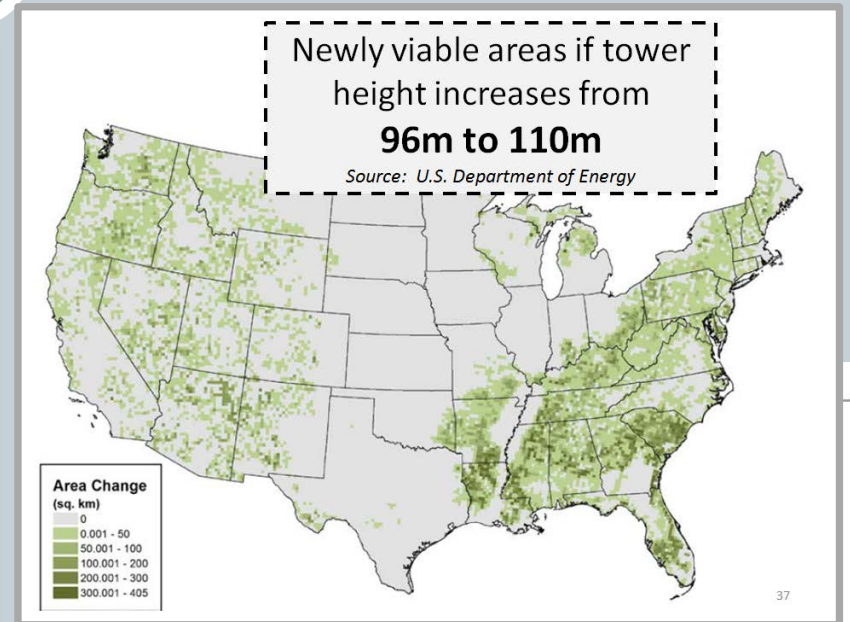 Newly viable areas if tower
height increases from
96m to 110m
Source: U.S. Department of Energy
Area Change
(sq. km)
0
0.001 - 50
50.001 - 100
100.001 - 200
200.001 - 300
300.001 - 405
37